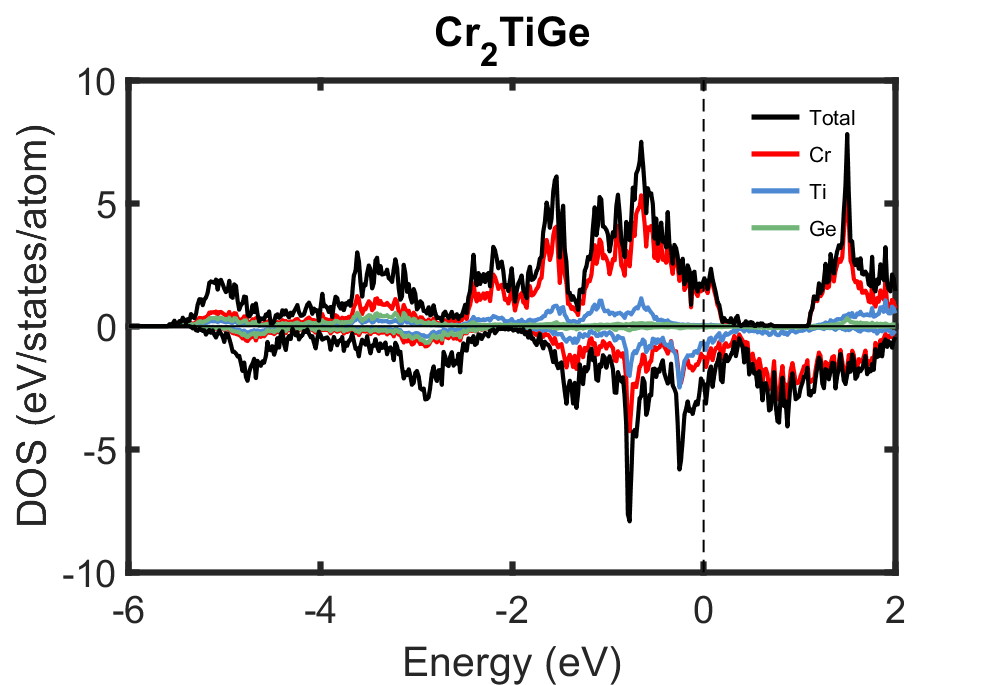 Cr2TiGe
DOS (eV/states/atom)
10
5
0
-5
-10
Total
Cr
Ti
Ge
-6
-4
-2
0
2
Energy (eV)